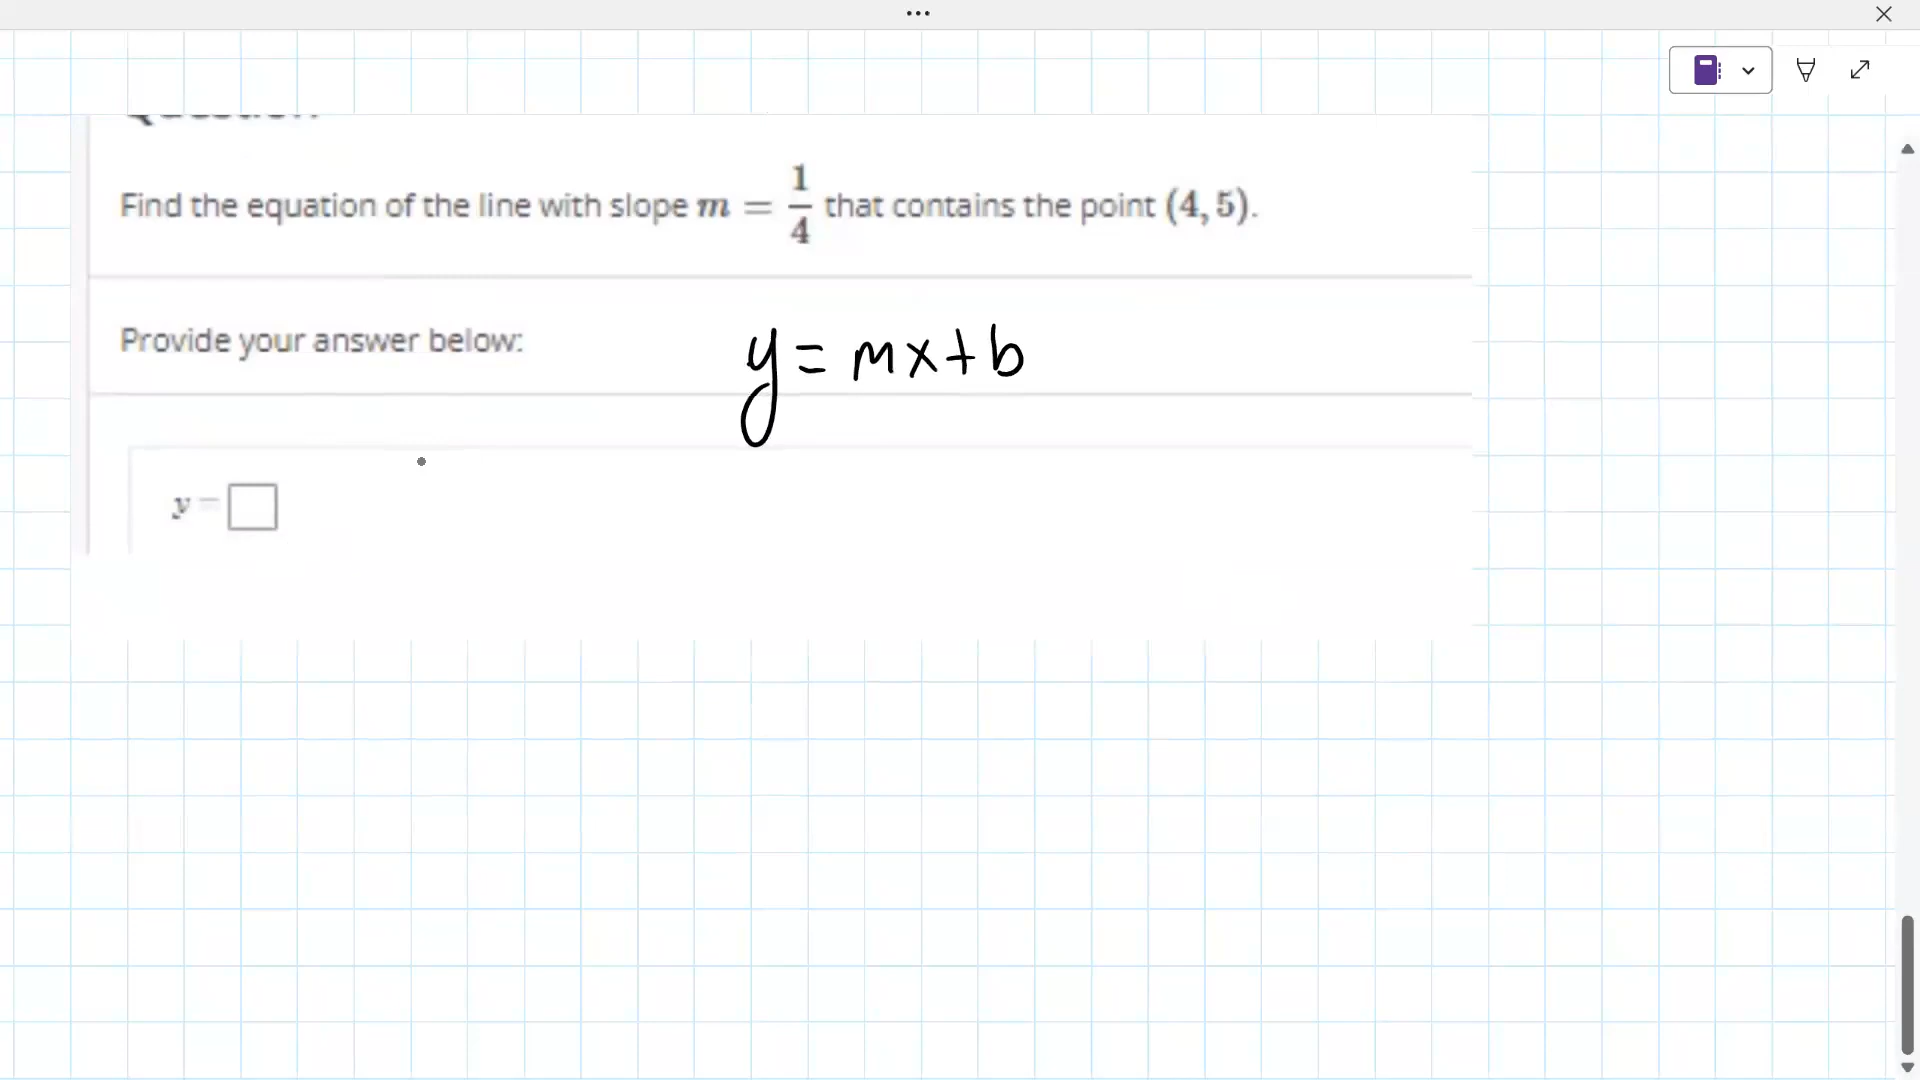 Find the equation of the line with slope m = 1/4 that contains the point (4, 5).
Provide your answer below:
y = mx + b
y =